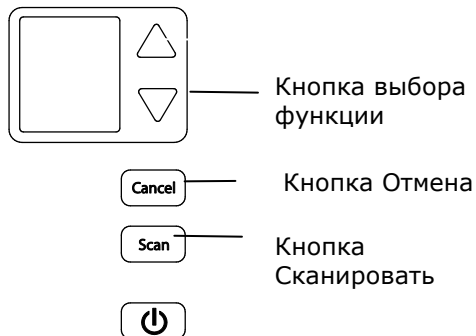 Кнопка выбора
функции
Cancel
Кнопка Отмена
Scan
Кнопка
Сканировать